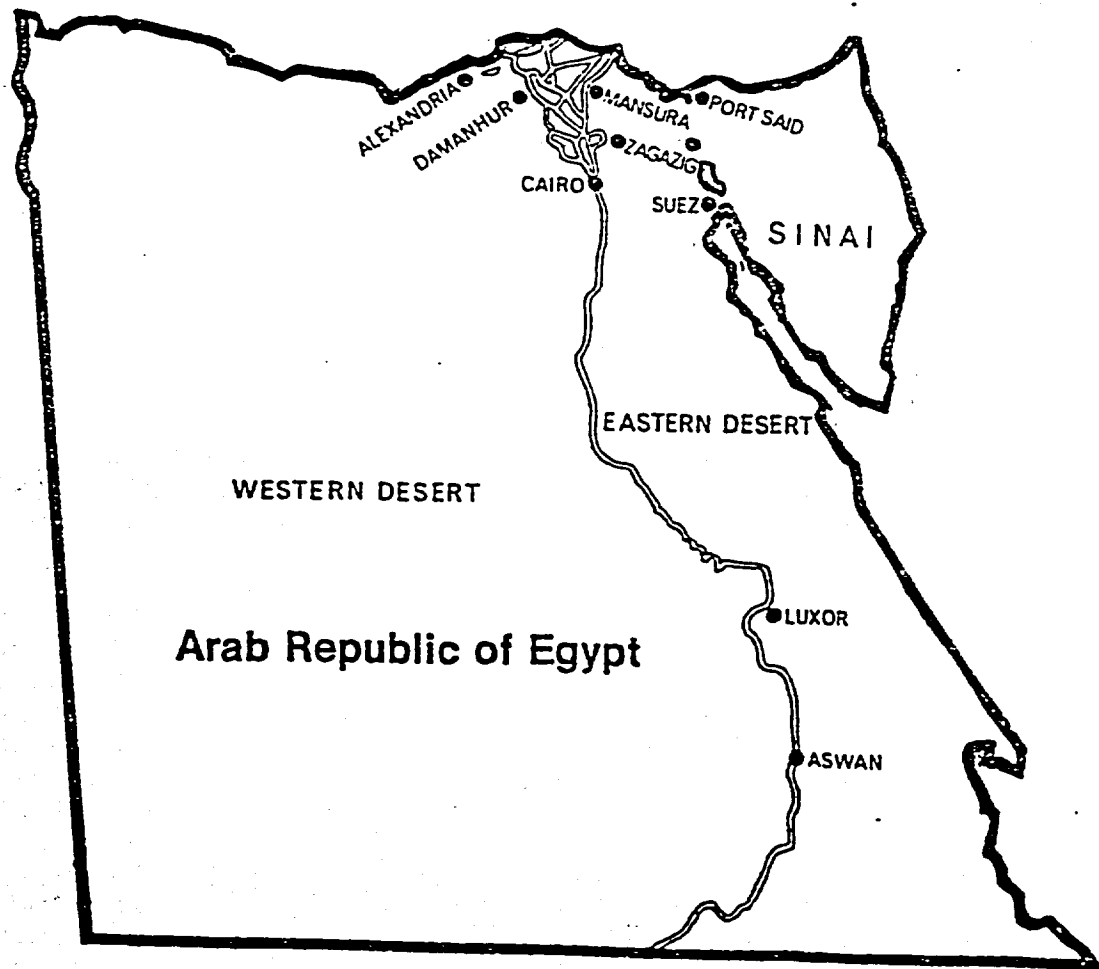 ALEXANDRIA
DAMANHUR
MANSURA
PORT SAID
ZAGAZIG
CAIRO
SUEZ
SINAI
EASTERN DESERT
WESTERN DESERT
LUXOR
Arab Republic of Egypt
ASWAN